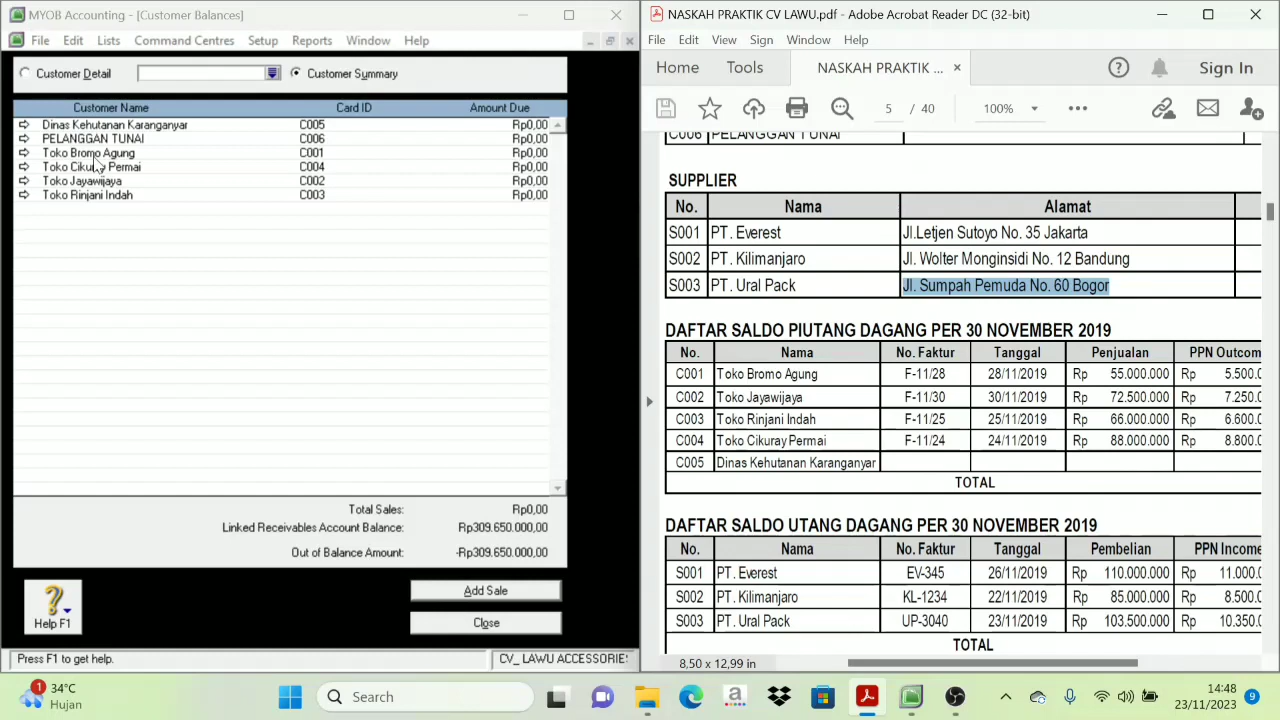 MYOB Accounting - [Customer Balances]
File Edit Lists Command Centres Setup Reports Window Help
Customer Detail Customer Summary
Customer Name Card ID Amount Due
Dinas Kehutanan Karanganyar C005 Rp0,00
PELANGGAN TUNAI C006 Rp0,00
Toko Bromo Agung C001 Rp0,00
Toko Cikuray Permai C004 Rp0,00
Toko Jayawijaya C002 Rp0,00
Toko Rinjani Indah C003 Rp0,00
Total Sales: Rp0,00
Linked Receivables Account Balance: Rp309.650.000,00
Out of Balance Amount: -Rp309.650.000,00
Add Sale
Help F1
Close
Press F1 to get help. CV_ LAWU ACCESSORIES
NASKAH PRAKTIK CV LAWU.pdf - Adobe Acrobat Reader DC (32-bit)
File Edit View Sign Window Help
Home Tools NASKAH PRAKTIK ... Sign In
5 / 40 100%
C006 PELANGGAN TUNAI
SUPPLIER
No. Nama Alamat
S001 PT. Everest Jl.Letjen Sutoyo No. 35 Jakarta
S002 PT. Kilimanjaro Jl. Wolter Monginsidi No. 12 Bandung
S003 PT. Ural Pack Jl. Sumpah Pemuda No. 60 Bogor
DAFTAR SALDO PIUTANG DAGANG PER 30 NOVEMBER 2019
No. Nama No. Faktur Tanggal Penjualan PPN Outcom
C001 Toko Bromo Agung F-11/28 28/11/2019 Rp 55.000.000 Rp 5.500.0
C002 Toko Jayawijaya F-11/30 30/11/2019 Rp 72.500.000 Rp 7.250.0
C003 Toko Rinjani Indah F-11/25 25/11/2019 Rp 66.000.000 Rp 6.600.0
C004 Toko Cikuray Permai F-11/24 24/11/2019 Rp 88.000.000 Rp 8.800.0
C005 Dinas Kehutanan Karanganyar
TOTAL
DAFTAR SALDO UTANG DAGANG PER 30 NOVEMBER 2019
No. Nama No. Faktur Tanggal Pembelian PPN Income
S001 PT. Everest EV-345 26/11/2019 Rp 110.000.000 Rp 11.000.0
S002 PT. Kilimanjaro KL-1234 22/11/2019 Rp 85.000.000 Rp 8.500.0
S003 PT. Ural Pack UP-3040 23/11/2019 Rp 103.500.000 Rp 10.350.0
TOTAL
8,50 x 12,99 in
1 34°C
Hujan
Search
14:48
23/11/2023 9